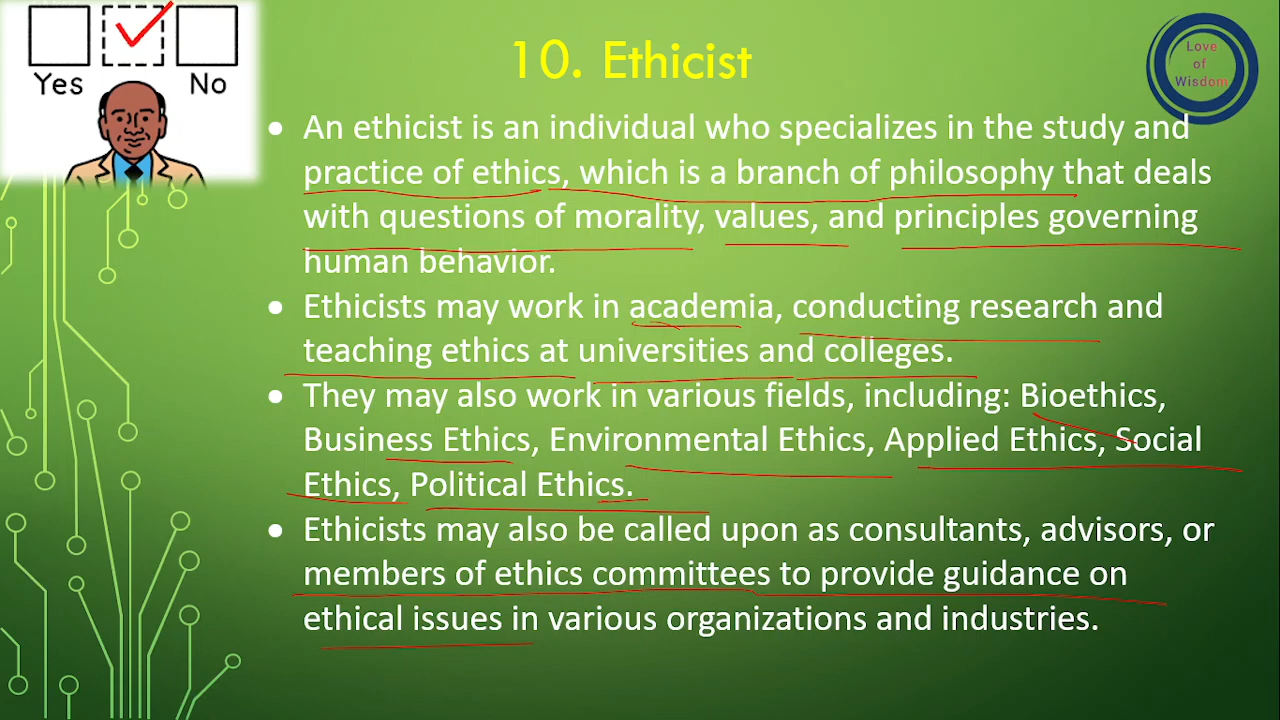 Yes
No
10. Ethicist
Love
of
Wisdom
• An ethicist is an individual who specializes in the study and
practice of ethics, which is a branch of philosophy that deals
with questions of morality, values, and principles governing
human behavior.
• Ethicists may work in academia, conducting research and
teaching ethics at universities and colleges.
• They may also work in various fields, including: Bioethics,
Business Ethics, Environmental Ethics, Applied Ethics, Social
Ethics, Political Ethics.
• Ethicists may also be called upon as consultants, advisors, or
members of ethics committees to provide guidance on
ethical issues in various organizations and industries.